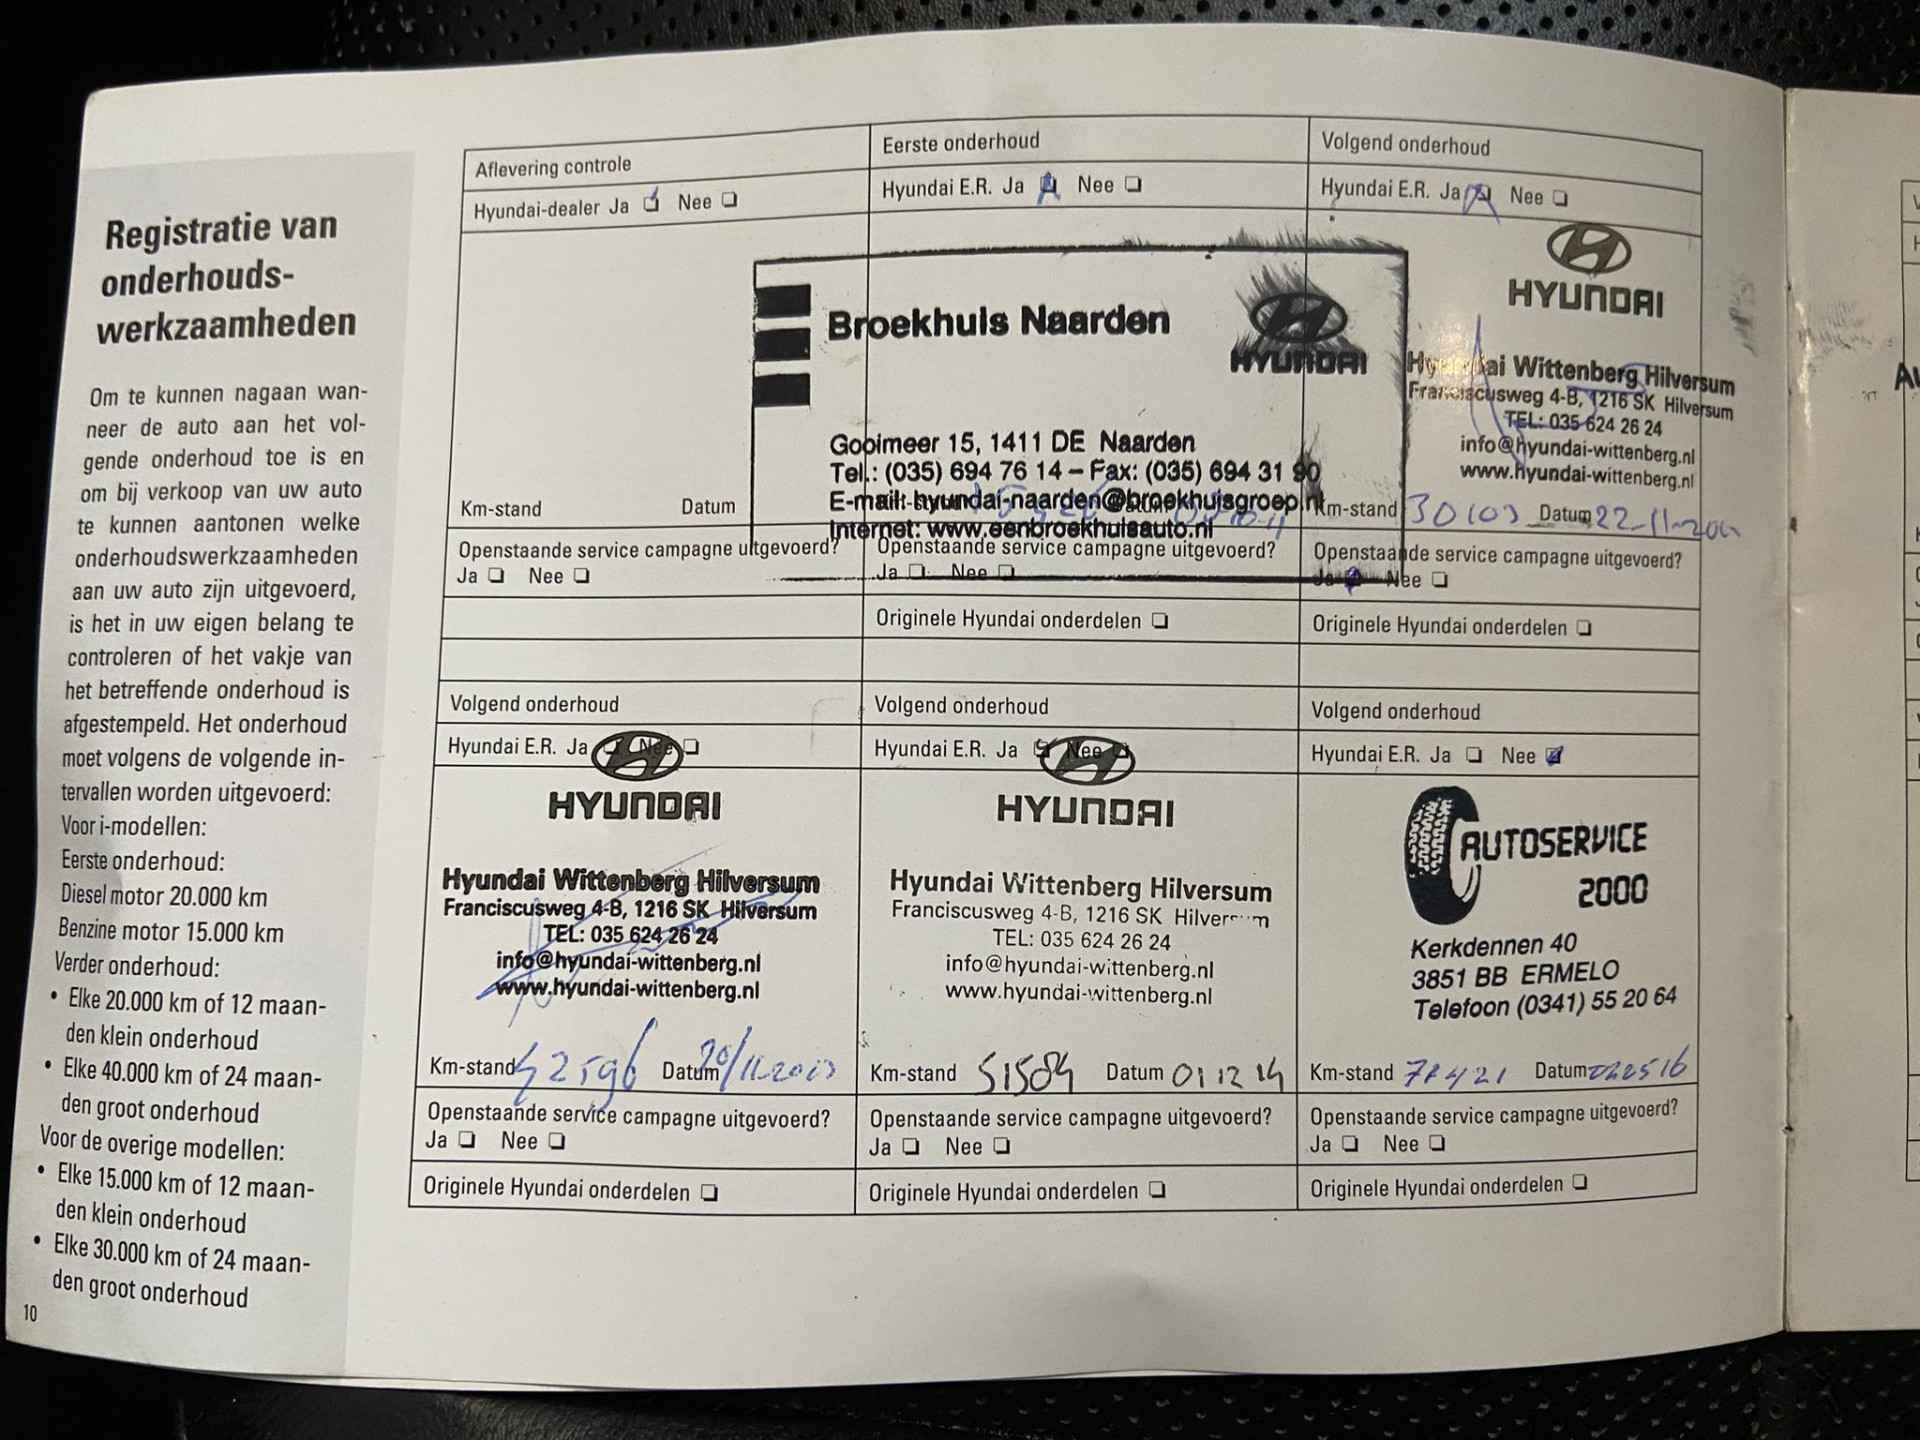 Registratie van
onderhouds-
werkzaamheden
Om te kunnen nagaan wan-
neer de auto aan het vol-
gende onderhoud toe is en
om bij verkoop van uw auto
te kunnen aantonen welke
onderhoudswerkzaamheden
aan uw auto zijn uitgevoerd,
is het in uw eigen belang te
controleren of het vakje van
het betreffende onderhoud is
afgestempeld. Het onderhoud
moet volgens de volgende in-
tervallen worden uitgevoerd:
Voor i-modellen:
Eerste onderhoud:
Diesel motor 20.000 km
Benzine motor 15.000 km
Verder onderhoud:
• Elke 20.000 km of 12 maan-
den klein onderhoud
• Elke 40.000 km of 24 maan-
den groot onderhoud
Voor de overige modellen:
• Elke 15.000 km of 12 maan-
den klein onderhoud
• Elke 30.000 km of 24 maan-
den groot onderhoud
10
Aflevering controle
Hyundai-dealer Ja Nee
Km-stand Datum
Openstaande service campagne uitgevoerd?
Ja Nee
Eerste onderhoud
Hyundai E.R. Ja Nee
Broekhuis Naarden
HYUNDAI
Gooimeer 15, 1411 DE Naarden
Tel.: (035) 694 76 14 – Fax: (035) 694 31 90
E-mail: hyundai-naarden@broekhuisgroep.nl
Internet: www.eenbroekhuisauto.nl
Openstaande service campagne uitgevoerd?
Ja Nee
Originele Hyundai onderdelen
Volgend onderhoud
Hyundai E.R. Ja Nee
HYUNDAI
Hyundai Wittenberg Hilversum
Franciscusweg 4-B, 1216 SK Hilversum
TEL: 035 624 26 24
info@hyundai-wittenberg.nl
www.hyundai-wittenberg.nl
Km-stand 30103 Datum
Openstaande service campagne uitgevoerd?
Ja Nee
Originele Hyundai onderdelen
Volgend onderhoud
Hyundai E.R. Ja Nee
HYUNDAI
Hyundai Wittenberg Hilversum
Franciscusweg 4-B, 1216 SK Hilversum
TEL: 035 624 26 24
info@hyundai-wittenberg.nl
www.hyundai-wittenberg.nl
Km-stand 42596 Datum
Openstaande service campagne uitgevoerd?
Ja Nee
Originele Hyundai onderdelen
Volgend onderhoud
Hyundai E.R. Ja Nee
HYUNDAI
Hyundai Wittenberg Hilversum
Franciscusweg 4-B, 1216 SK Hilversum
TEL: 035 624 26 24
info@hyundai-wittenberg.nl
www.hyundai-wittenberg.nl
Km-stand 51584 Datum 01 12 14
Openstaande service campagne uitgevoerd?
Ja Nee
Originele Hyundai onderdelen
Volgend onderhoud
Hyundai E.R. Ja Nee
AUTOSERVICE
2000
Kerkdennen 40
3851 BB ERMELO
Telefoon (0341) 55 20 64
Km-stand Datum
Openstaande service campagne uitgevoerd?
Ja Nee
Originele Hyundai onderdelen